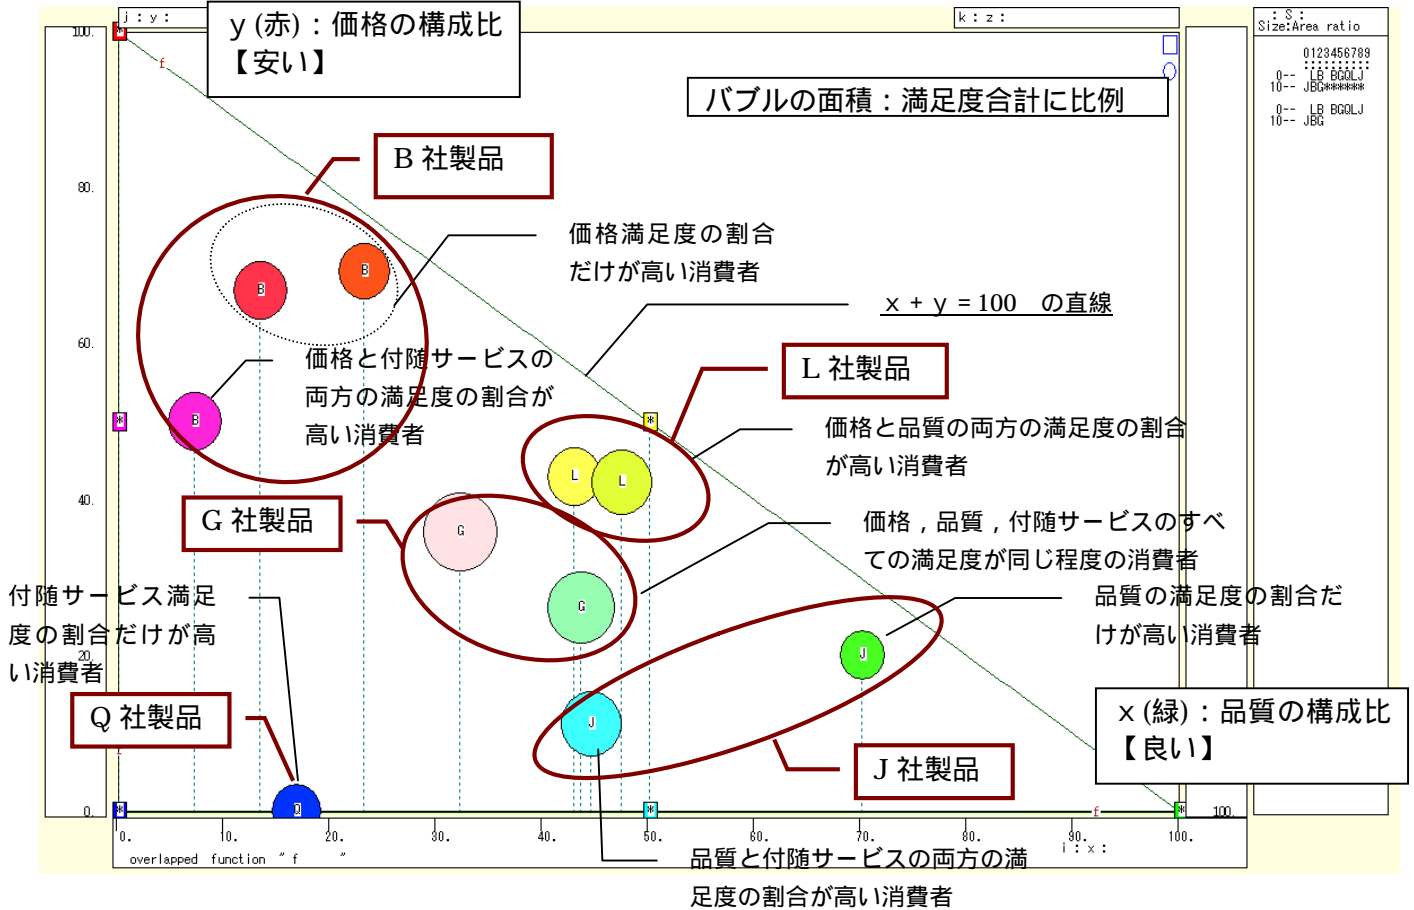 j : y :
k : z :
: S :
Size:Area ratio
0123456789
0-- LB BGQLJ
10-- JBG******
0-- LB BGQLJ
10-- JBG
y (赤)：価格の構成比
【安い】
バブルの面積：満足度合計に比例
B 社製品
価格満足度の割合
だけが高い消費者
x + y = 100 の直線
価格と付随サービスの
両方の満足度の割合が
高い消費者
L 社製品
価格と品質の両方の満足度の割合
が高い消費者
G 社製品
価格，品質，付随サービスのすべ
ての満足度が同じ程度の消費者
付随サービス満足
度の割合だけが高
い消費者
品質の満足度の割合だ
けが高い消費者
Q 社製品
x (緑)：品質の構成比
【良い】
J 社製品
品質と付随サービスの両方の満
足度の割合が高い消費者
100.
80.
60.
40.
20.
0.
f
B
B
B
L
L
G
G
J
J
Q
f
100.
0.
10.
20.
30.
40.
50.
60.
70.
80.
90.
100.
i : x :
overlapped function " f "